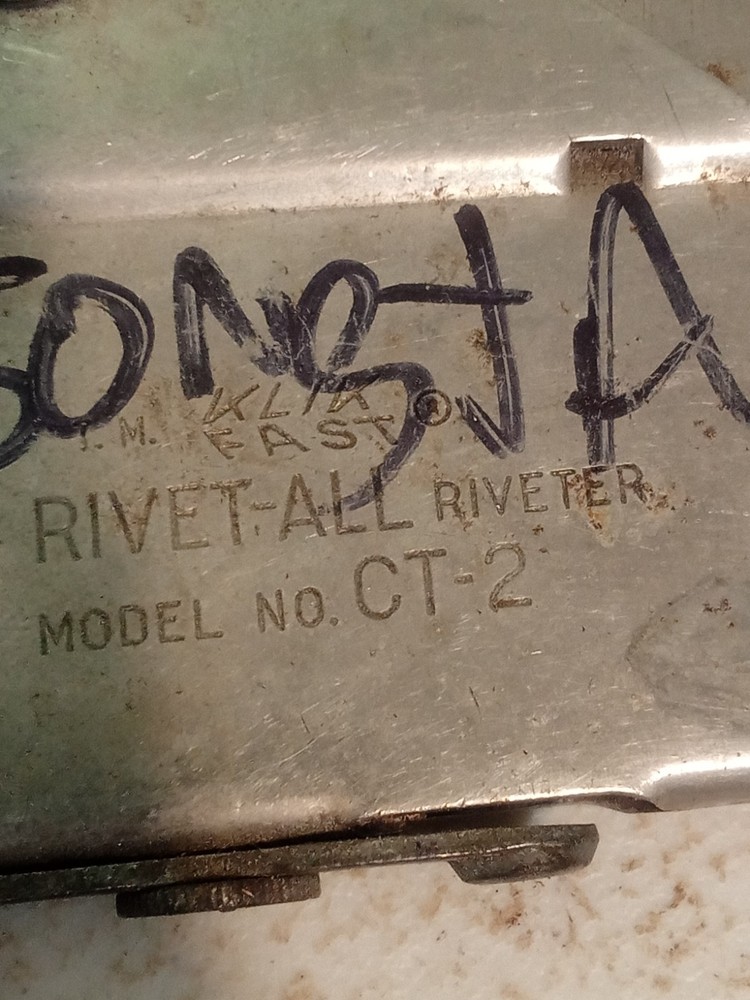 T. M. KLIK ®
FAST
RIVET-ALL RIVETER
MODEL NO. CT-2